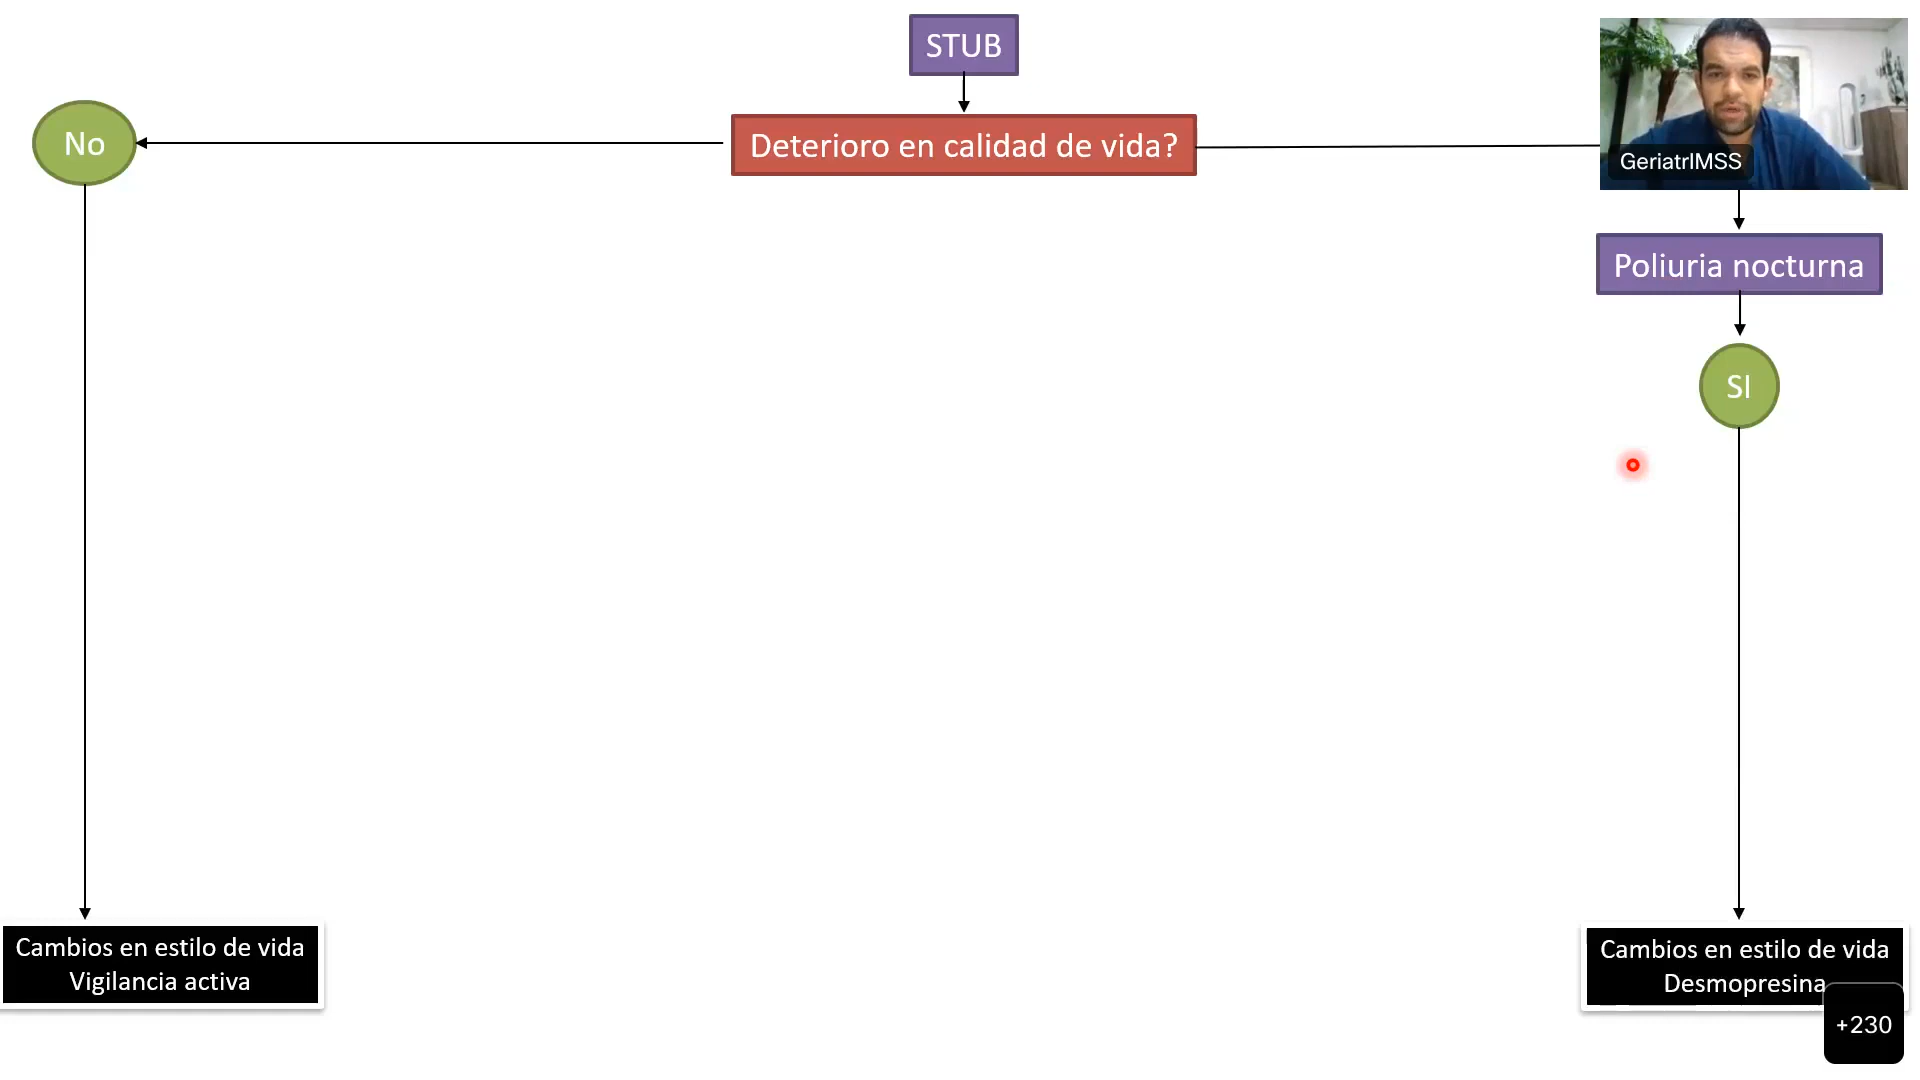 STUB
Deterioro en calidad de vida?
No
GeriatrIMSS
Poliuria nocturna
SI
Cambios en estilo de vida
Vigilancia activa
Cambios en estilo de vida
Desmopresina
+230